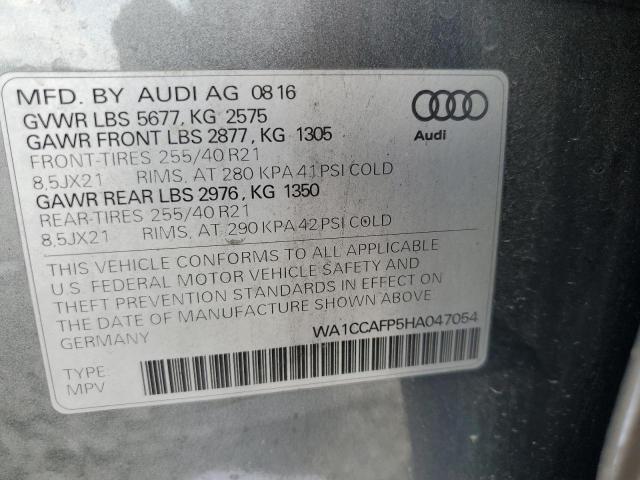 MFD. BY AUDI AG 08 16
GVWR LBS 5677, KG 2575
GAWR FRONT LBS 2877, KG 1305
FRONT-TIRES 255/40 R21
8,5JX21 RIMS, AT 280 KPA 41 PSI COLD
GAWR REAR LBS 2976, KG 1350
REAR-TIRES 255/40 R21
8,5JX21 RIMS, AT 290 KPA 42 PSI COLD
Audi
THIS VEHICLE CONFORMS TO ALL APPLICABLE
U.S FEDERAL MOTOR VEHICLE SAFETY AND
THEFT PREVENTION STANDARDS IN EFFECT ON
THE DATE OF MANUFACTURE SHOWN ABOVE
GERMANY WA1CCAFP5HA047054
TYPE:
MPV